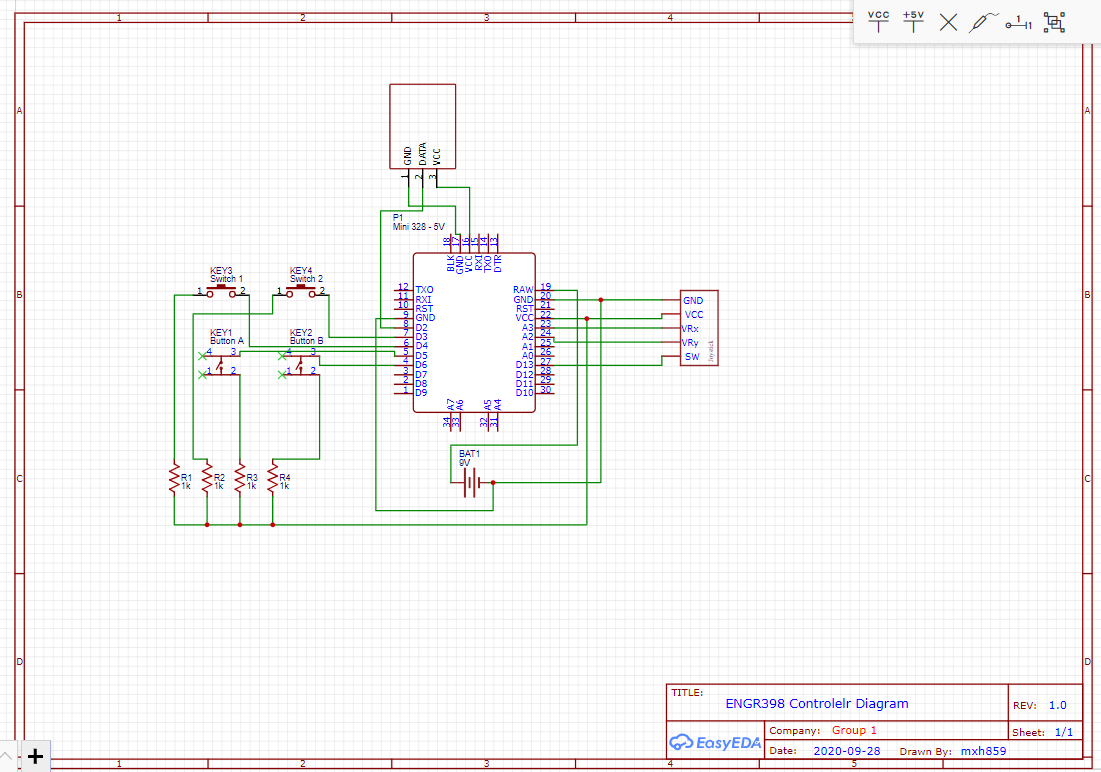 VCC +5V
1 1
1 2 3 4
A A
GND DATA VCC
1 2 3
P1
Mini 328 - 5V
18 17 16 15 14 13
BLK GND VCC RXI TXO DTR
KEY3
Switch 1
1 2
KEY4
Switch 2
1 2
B B
12 TXO
11 RXI
10 RST
9 GND
8 D2
7 D3
6 D4
5 D5
4 D6
3 D7
2 D8
1 D9
RAW 19
GND 20
RST 21
VCC 22
A3 23
A2 24
A1 25
A0 26
D13 27
D12 28
D11 29
D10 30
GND
VCC
VRx
VRy
SW
Joystick
KEY1
Button A
4 3
1 2
KEY2
Button B
4 3
1 2
A7 A6 A5 A4
34 33 32 31
BAT1
9V
C C
R1
1k
R2
1k
R3
1k
R4
1k
D D
TITLE:
ENGR398 Controlelr Diagram
REV: 1.0
EasyEDA
Company: Group 1
Sheet: 1/1
Date: 2020-09-28 Drawn By: mxh859
1 2 3 4 5